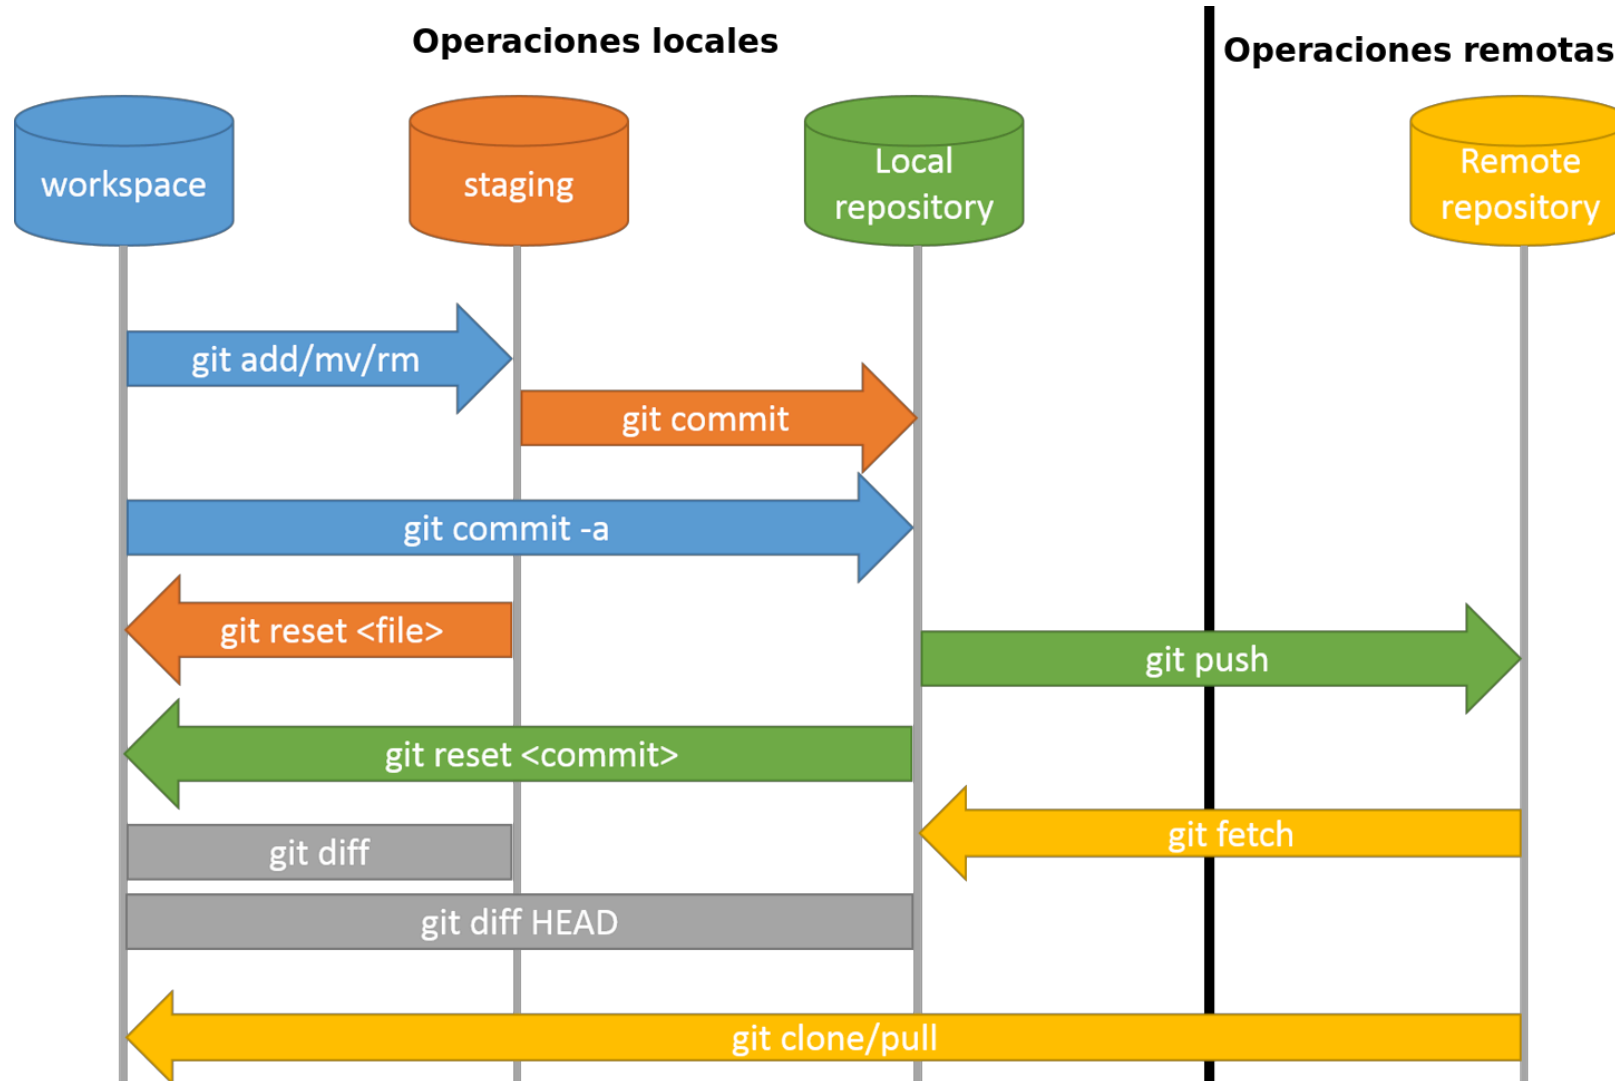 Operaciones locales
Operaciones remotas
workspace
staging
Local
repository
Remote
repository
git add/mv/rm
git commit
git commit -a
git reset <file>
git push
git reset <commit>
git fetch
git diff
git diff HEAD
git clone/pull